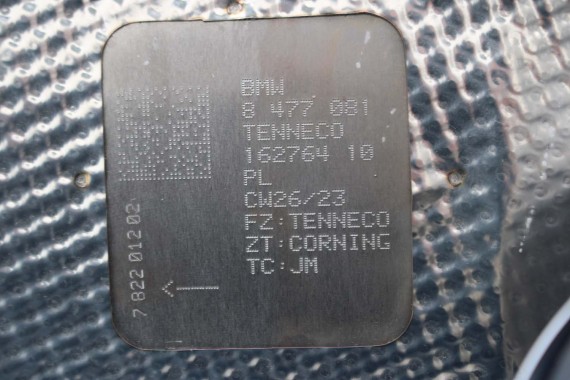 BMW
8 477 081
TENNECO
162764 10
PL
CW26/23
FZ:TENNECO
ZT:CORNING
TC:JM
7 822 012 02